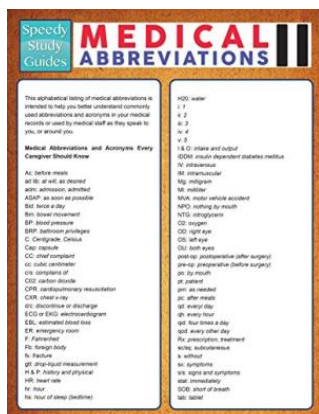 Speedy
Study
Guides
MEDICAL
ABBREVIATIONS
II
This alphabetical listing of medical abbreviations is
intended to help you better understand commonly
used abbreviations and acronyms in your medical
records or used by medical staff as they speak to
you, or around you.
Medical Abbreviations and Acronyms Every
Caregiver Should Know
Ac: before meals
ad lib: at will, as desired
adm: admission, admitted
ASAP: as soon as possible
Bid: twice a day
Bm: bowel movement
BP: blood pressure
BRP: bathroom privileges
C: Centigrade, Celsius
Cap: capsule
CC: chief complaint
cc: cubic centimeter
c/o: complains of
C02: carbon dioxide
CPR: cardiopulmonary resuscitation
CXR: chest x-ray
d/c: discontinue or discharge
ECG or EKG: electrocardiogram
EBL: estimated blood loss
ER: emergency room
F: Fahrenheit
Fb: foreign body
fx: fracture
gtt: drop-liquid measurement
H & P: history and physical
HR: heart rate
hr: hour
hs: hour of sleep (bedtime)
H20: water
i: 1
ii: 2
iii: 3
iv: 4
v: 5
I & O: intake and output
IDDM: insulin dependent diabetes mellitus
IV: intravenous
IM: intramuscular
Mg: milligram
Ml: milliliter
MVA: motor vehicle accident
NPO: nothing by mouth
NTG: nitroglycerin
O2: oxygen
OD: right eye
OS: left eye
OU: both eyes
post-op: postoperative (after surgery)
pre-op: preoperative (before surgery)
po: by mouth
pt: patient
prn: as needed
pc: after meals
qd: every day
qh: every hour
qid: four times a day
qod: every other day
Rx: prescription, treatment
sc/sq: subcutaneous
s: without
sx: symptoms
s/s: signs and symptoms
stat: immediately
SOB: short of breath
tab: tablet